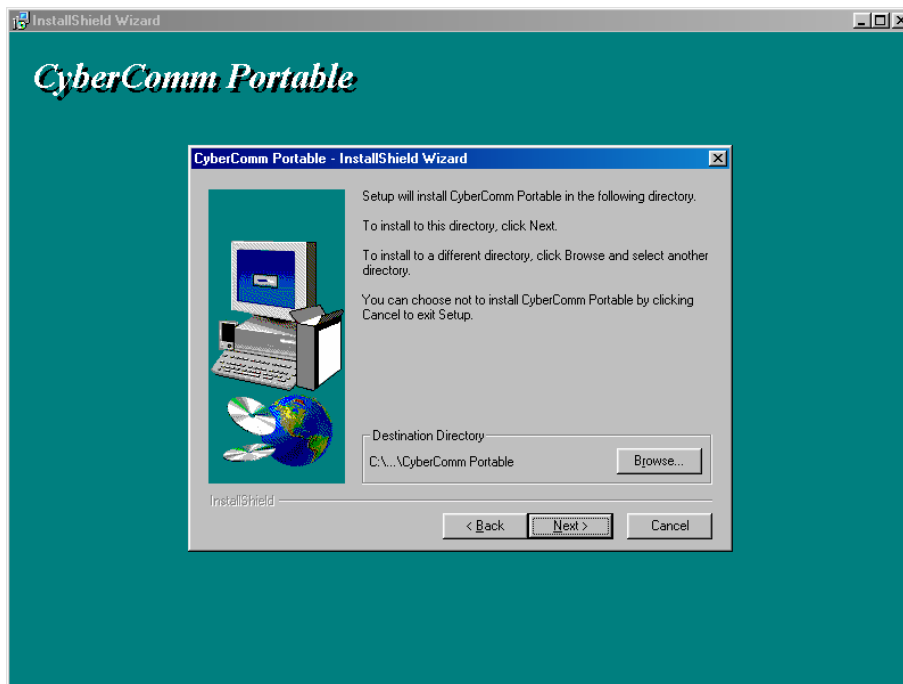 InstallShield Wizard
CyberComm Portable
CyberComm Portable - InstallShield Wizard
Setup will install CyberComm Portable in the following directory.
To install to this directory, click Next.
To install to a different directory, click Browse and select another
directory.
You can choose not to install CyberComm Portable by clicking
Cancel to exit Setup.
Destination Directory
C:\...\CyberComm Portable
Browse...
InstallShield
< Back
Next >
Cancel